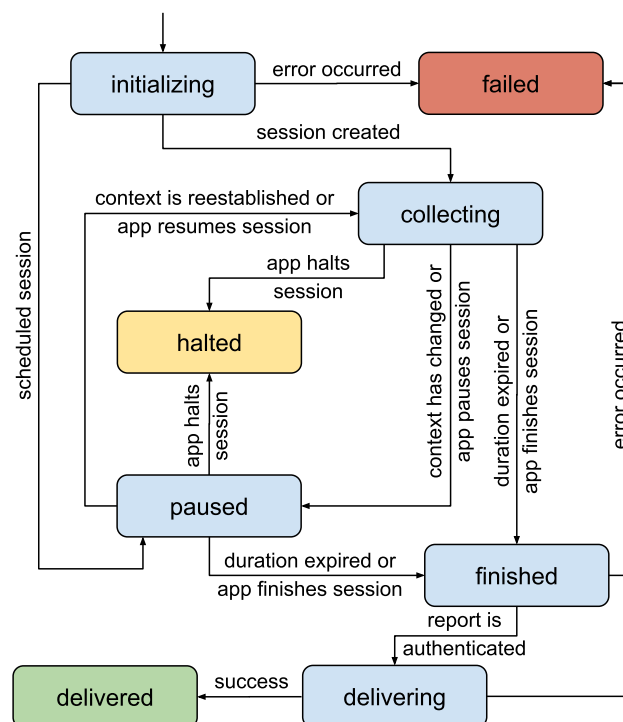 initializing
error occurred
failed
session created
context is reestablished or
app resumes session
collecting
scheduled session
app halts
session
halted
context has changed or
app pauses session
duration expired or
app finishes session
error occurred
app halts
session
paused
duration expired or
app finishes session
finished
report is
authenticated
delivered
success
delivering